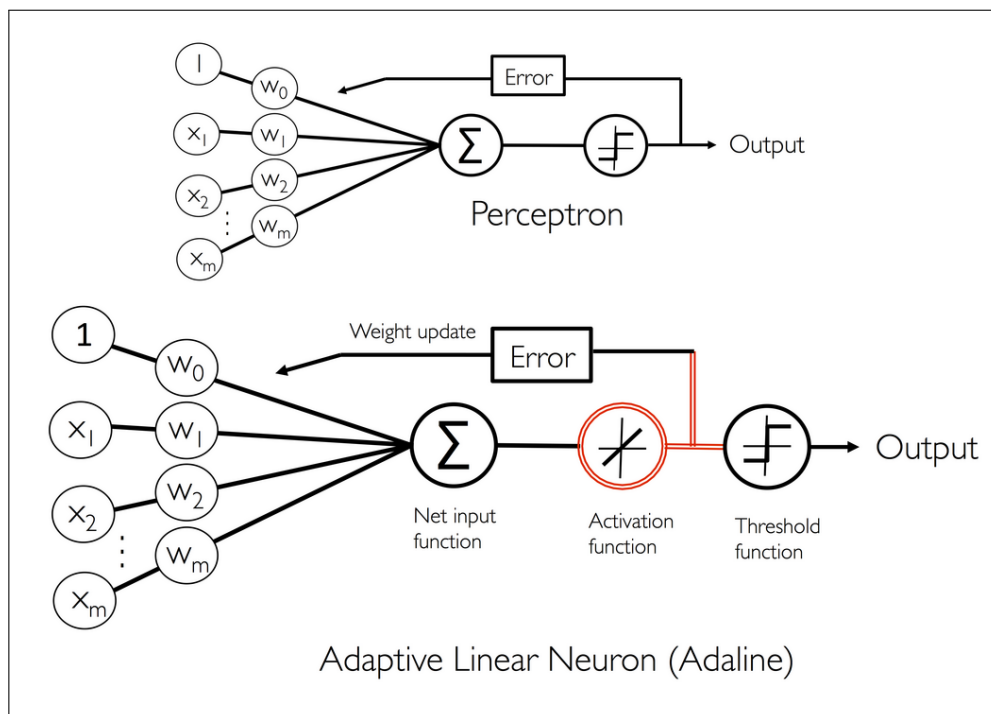 1
w0
Error
x1
w1
Σ
Output
x2
w2
Perceptron
wm
xm
1
Weight update
Error
w0
x1
w1
Σ
Output
x2
w2
Net input
function
Activation
function
Threshold
function
wm
xm
Adaptive Linear Neuron (Adaline)